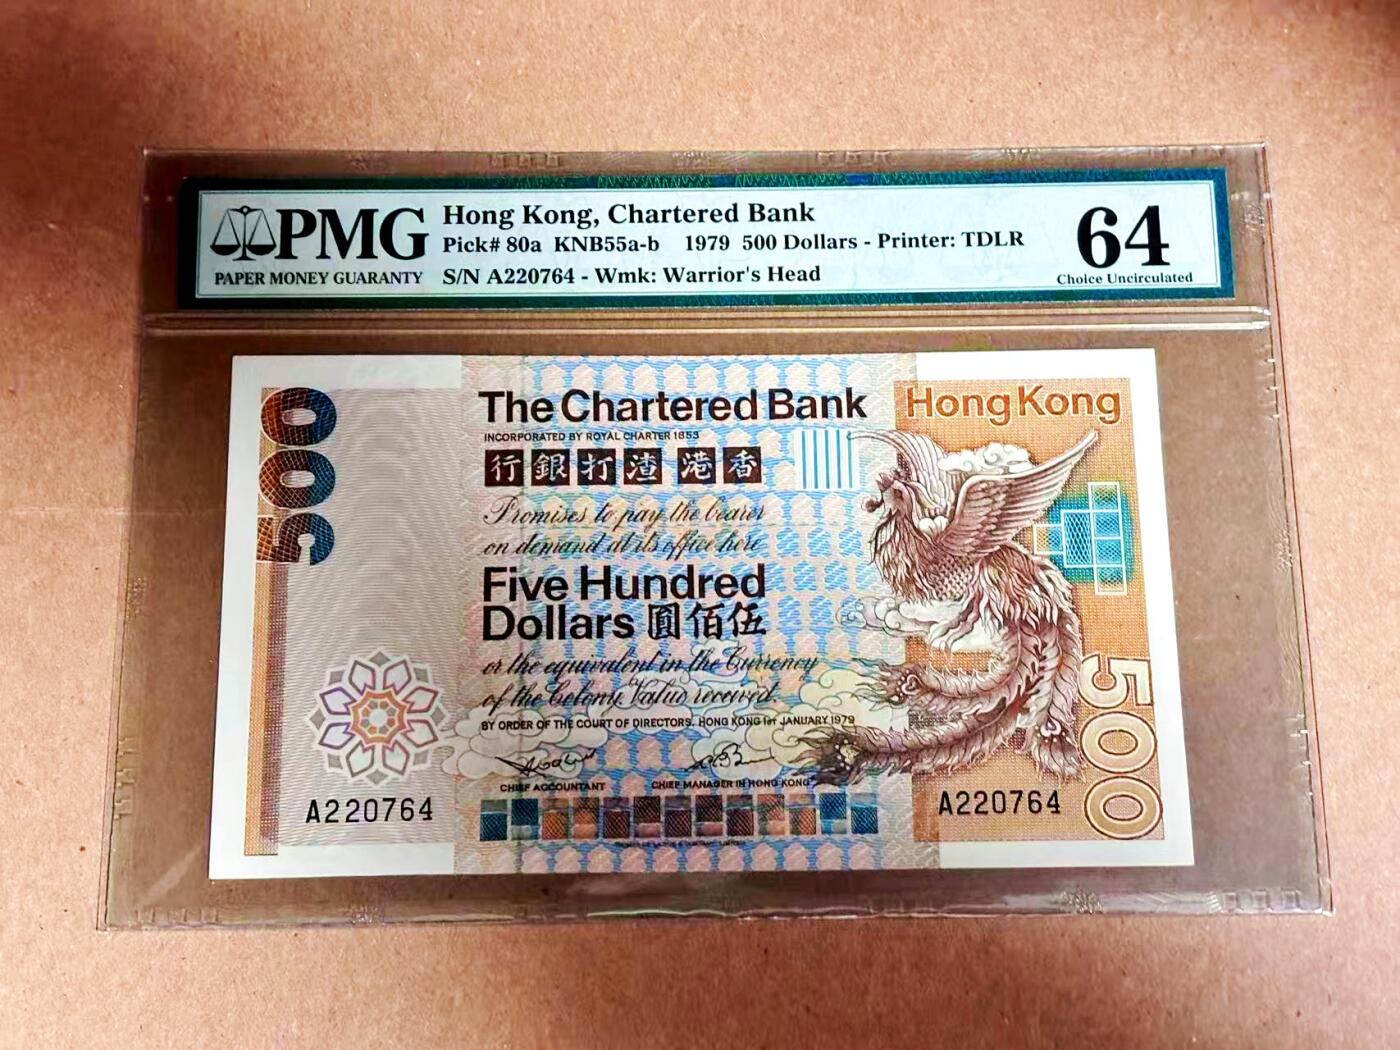 PMG
PAPER MONEY GUARANTY
Hong Kong, Chartered Bank
Pick# 80a KNB55a-b 1979 500 Dollars - Printer: TDLR
S/N A220764 - Wmk: Warrior's Head
64
Choice Uncirculated
500
The Chartered Bank
Hong Kong
INCORPORATED BY ROYAL CHARTER 1853
行銀打渣 港香
Promises to pay the bearer
on demand at its office here
Five Hundred
Dollars 圓佰伍
or the equivalent in the Currency
of the Colony. Value received.
BY ORDER OF THE COURT OF DIRECTORS. HONG KONG 1ST JANUARY 1979
CHIEF ACCOUNTANT
CHIEF MANAGER IN HONG KONG
500
A220764
A220764